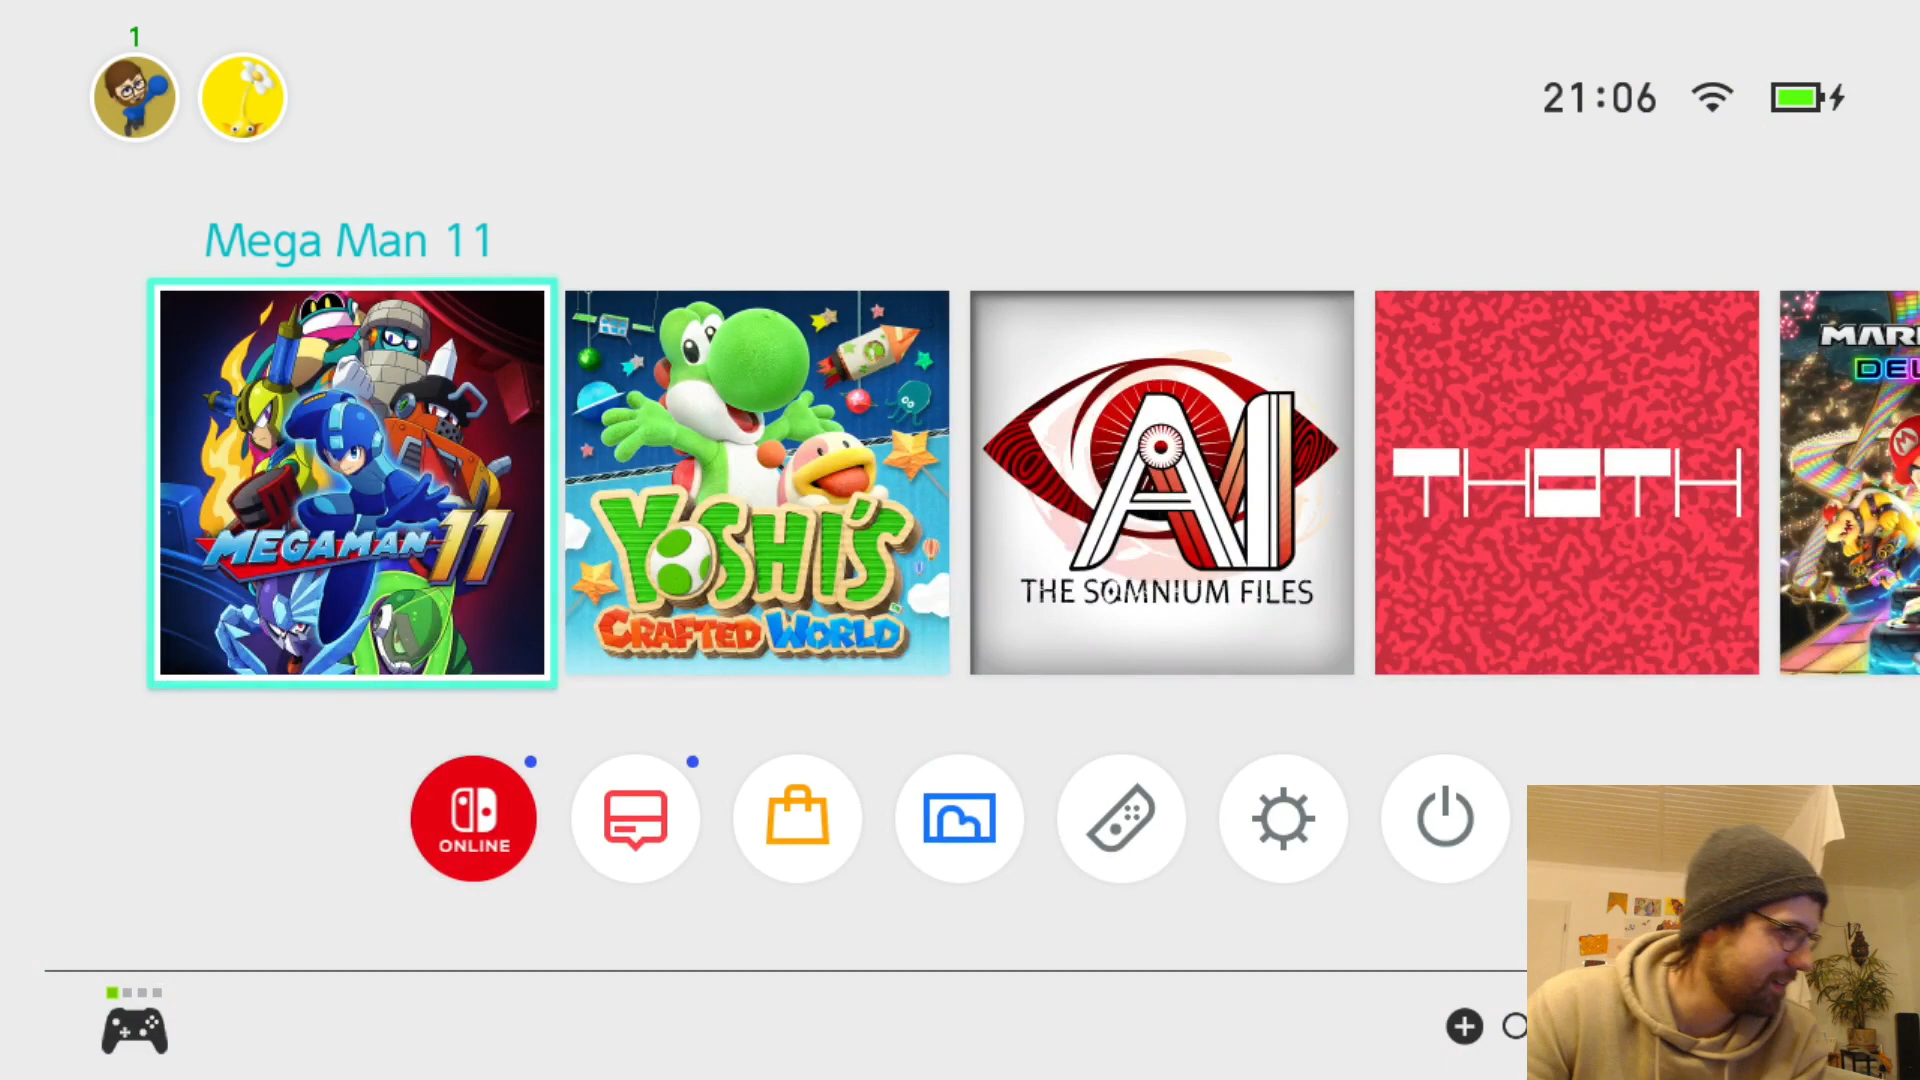 1
21:06
Mega Man 11
MEGAMAN 11
YOSHI'S
CRAFTED WORLD
AI
THE SOMNIUM FILES
THOTH
ONLINE